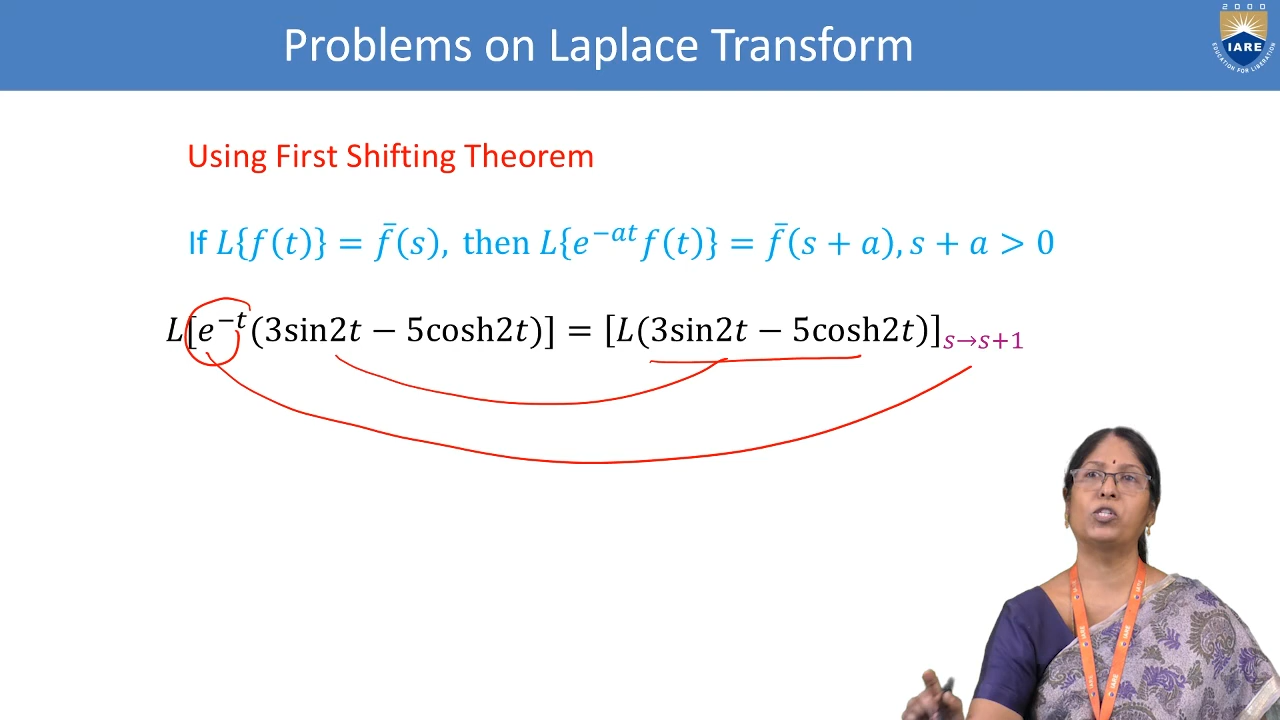 Problems on Laplace Transform
2000
IARE
EDUCATION FOR LIBERATION
Using First Shifting Theorem
If L{f(t)} = f̄(s), then L{e⁻ᵃᵗf(t)} = f̄(s + a), s + a > 0
L[e⁻ᵗ(3sin2t − 5cosh2t)] = [L(3sin2t − 5cosh2t)]ₛ→ₛ₊₁